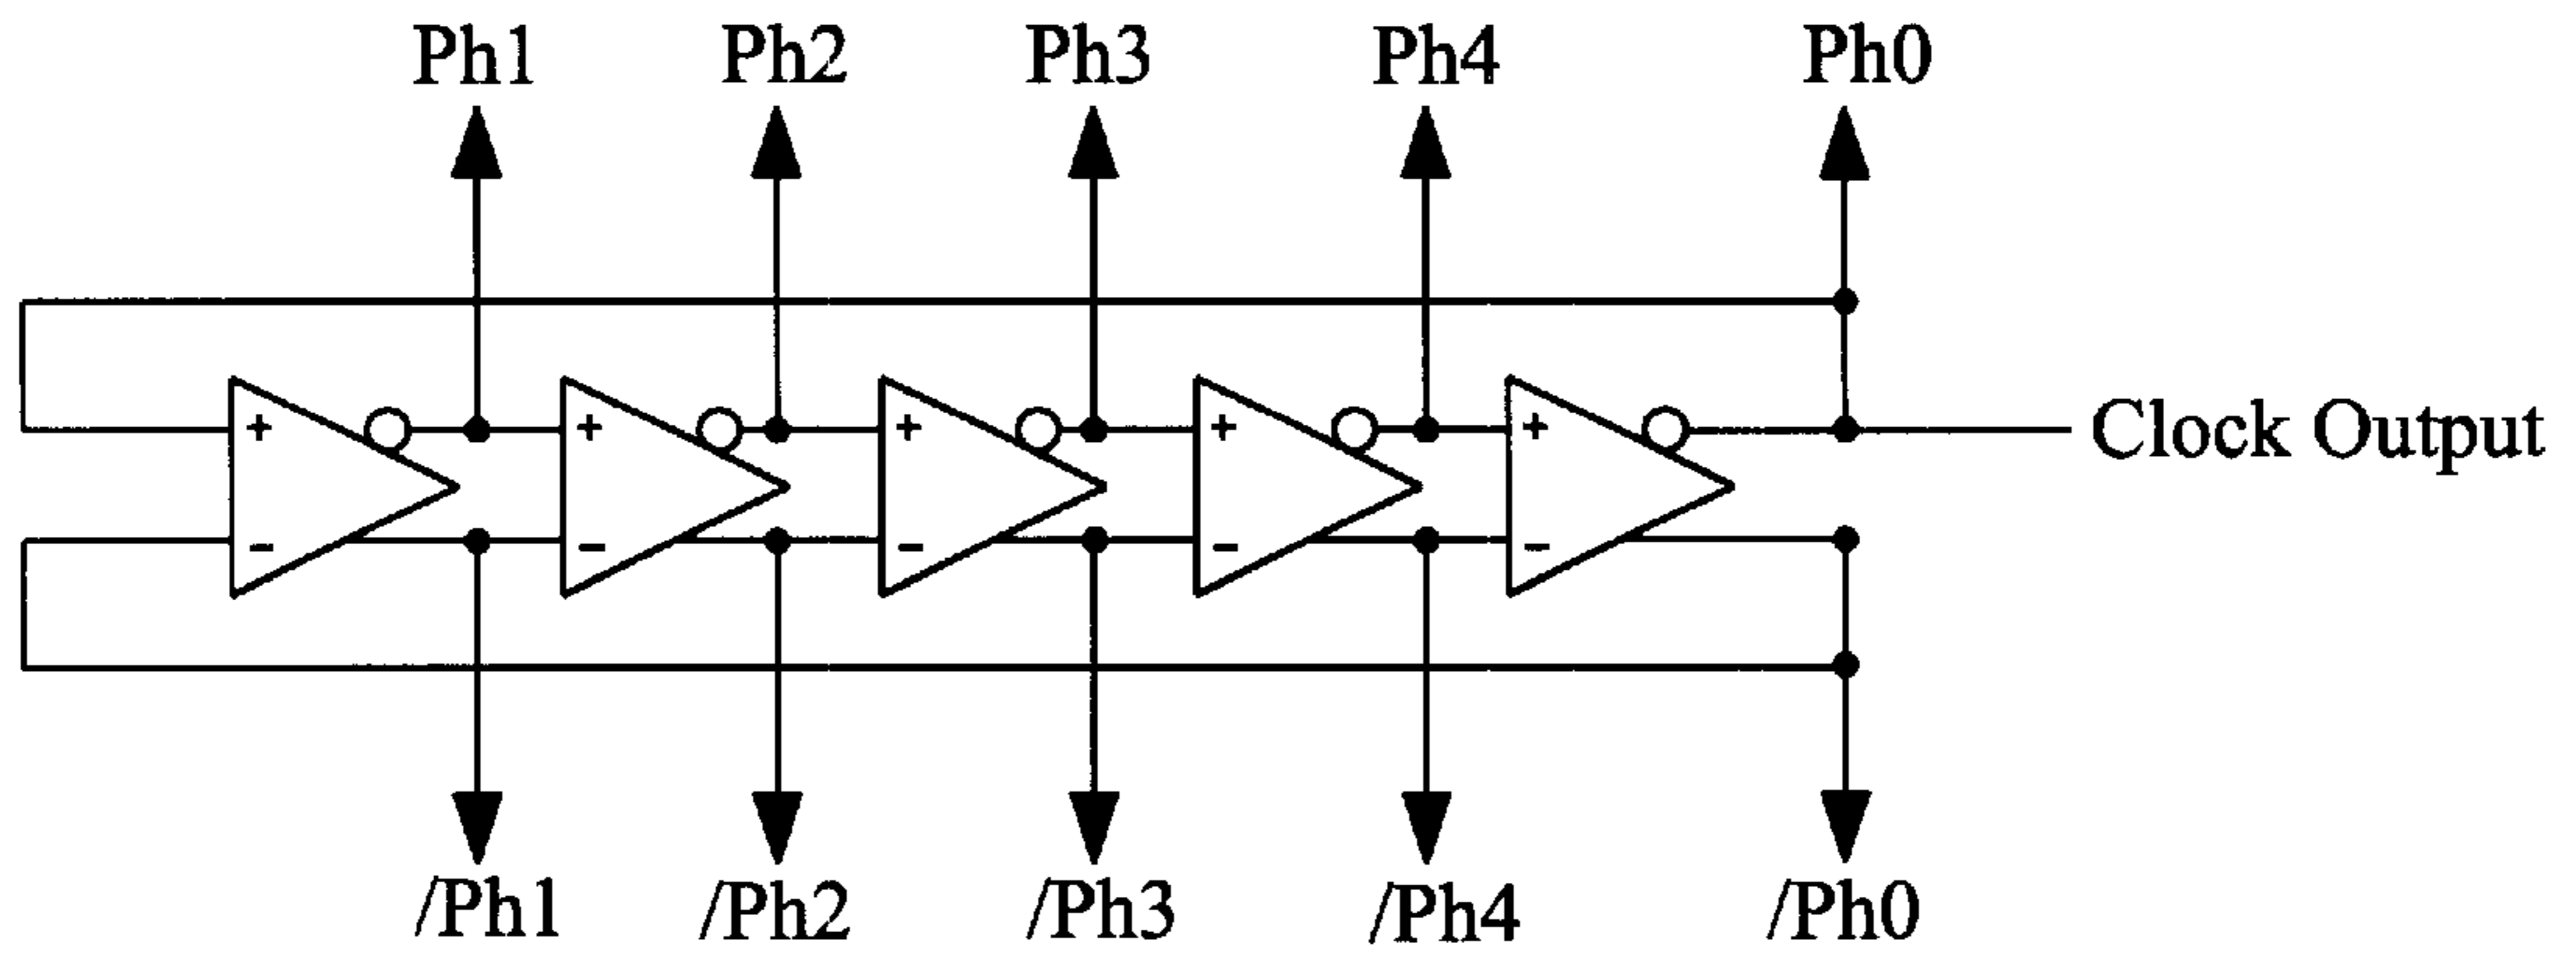 Ph1 Ph2 Ph3 Ph4 Ph0
+ + + + + Clock Output
- - - - -
/Ph1 /Ph2 /Ph3 /Ph4 /Ph0